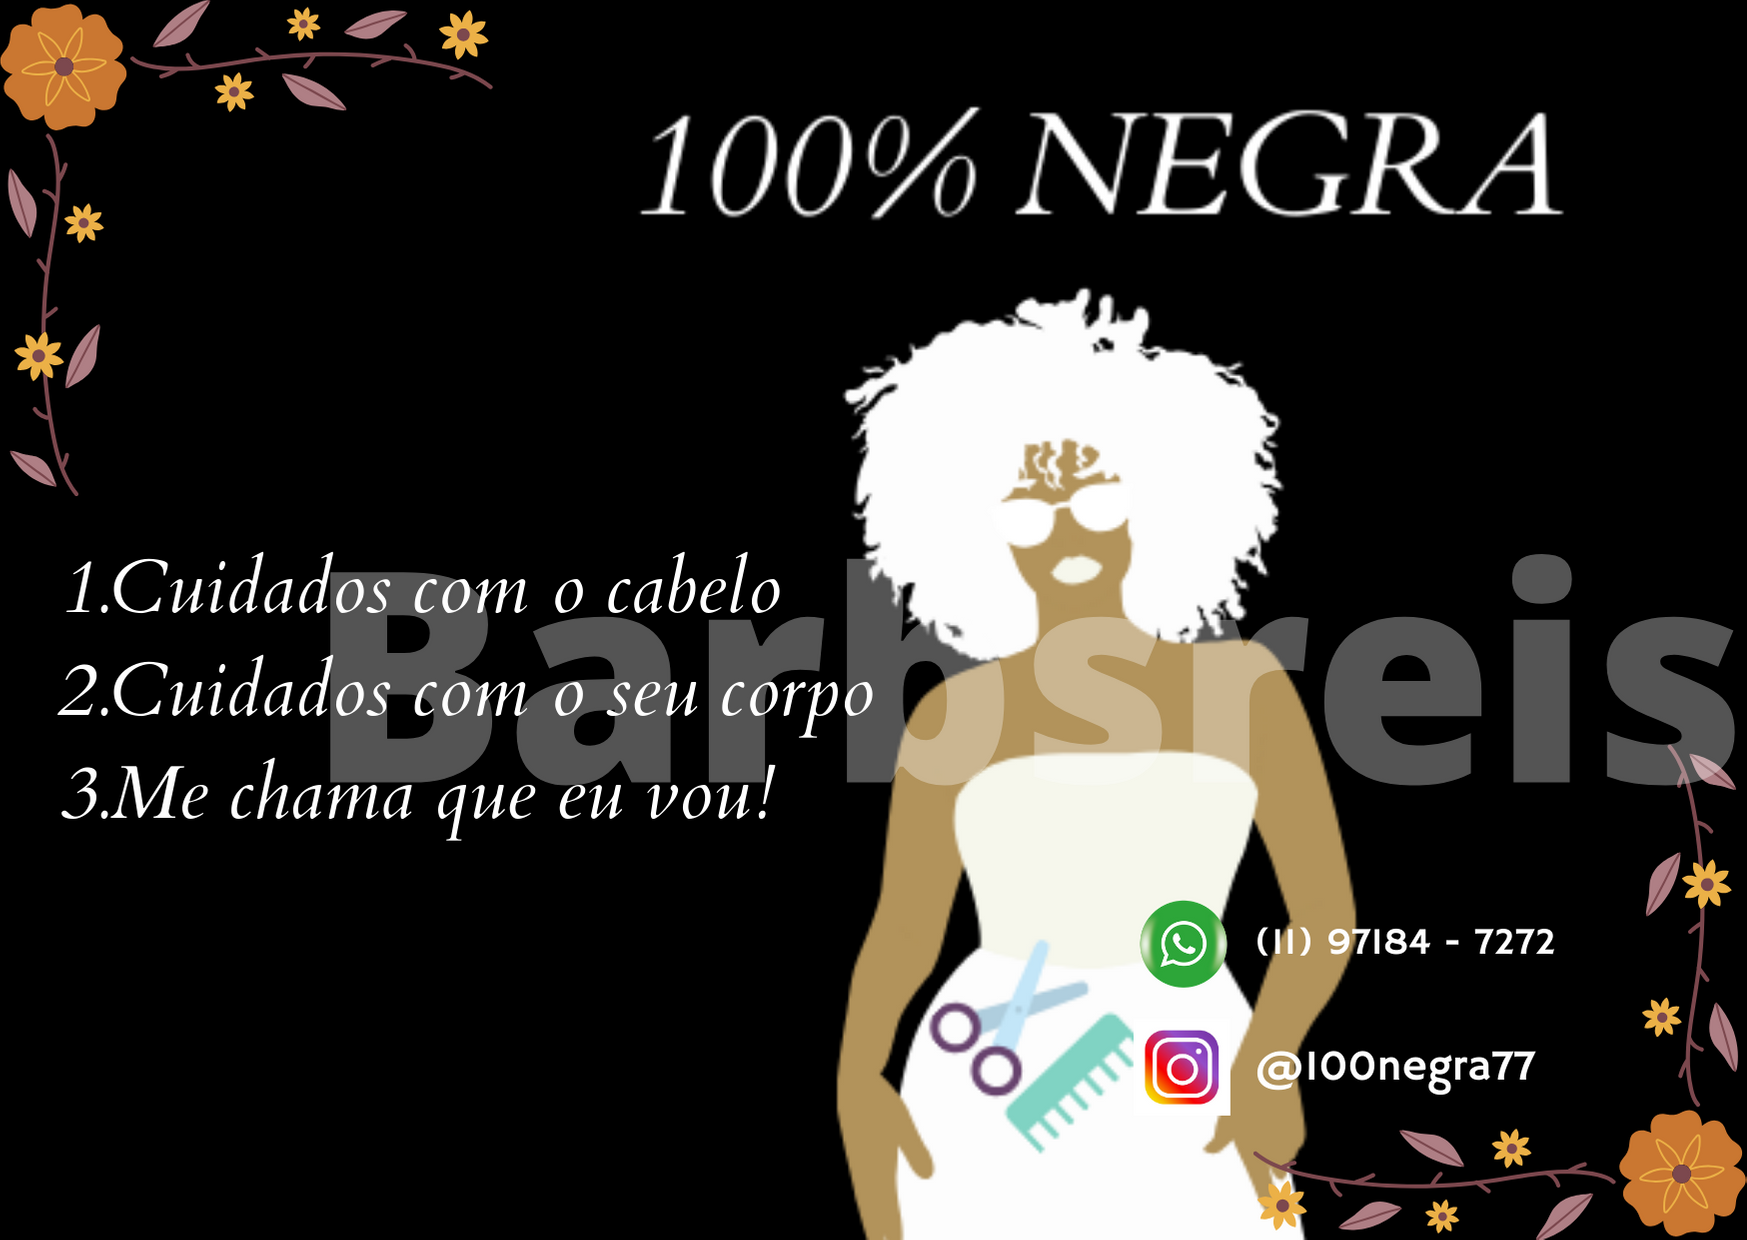 100% NEGRA
1.Cuidados com o cabelo
2.Cuidados com o seu corpo
3.Me chama que eu vou!
Barbsreis
(11) 97184 - 7272
@100negra77